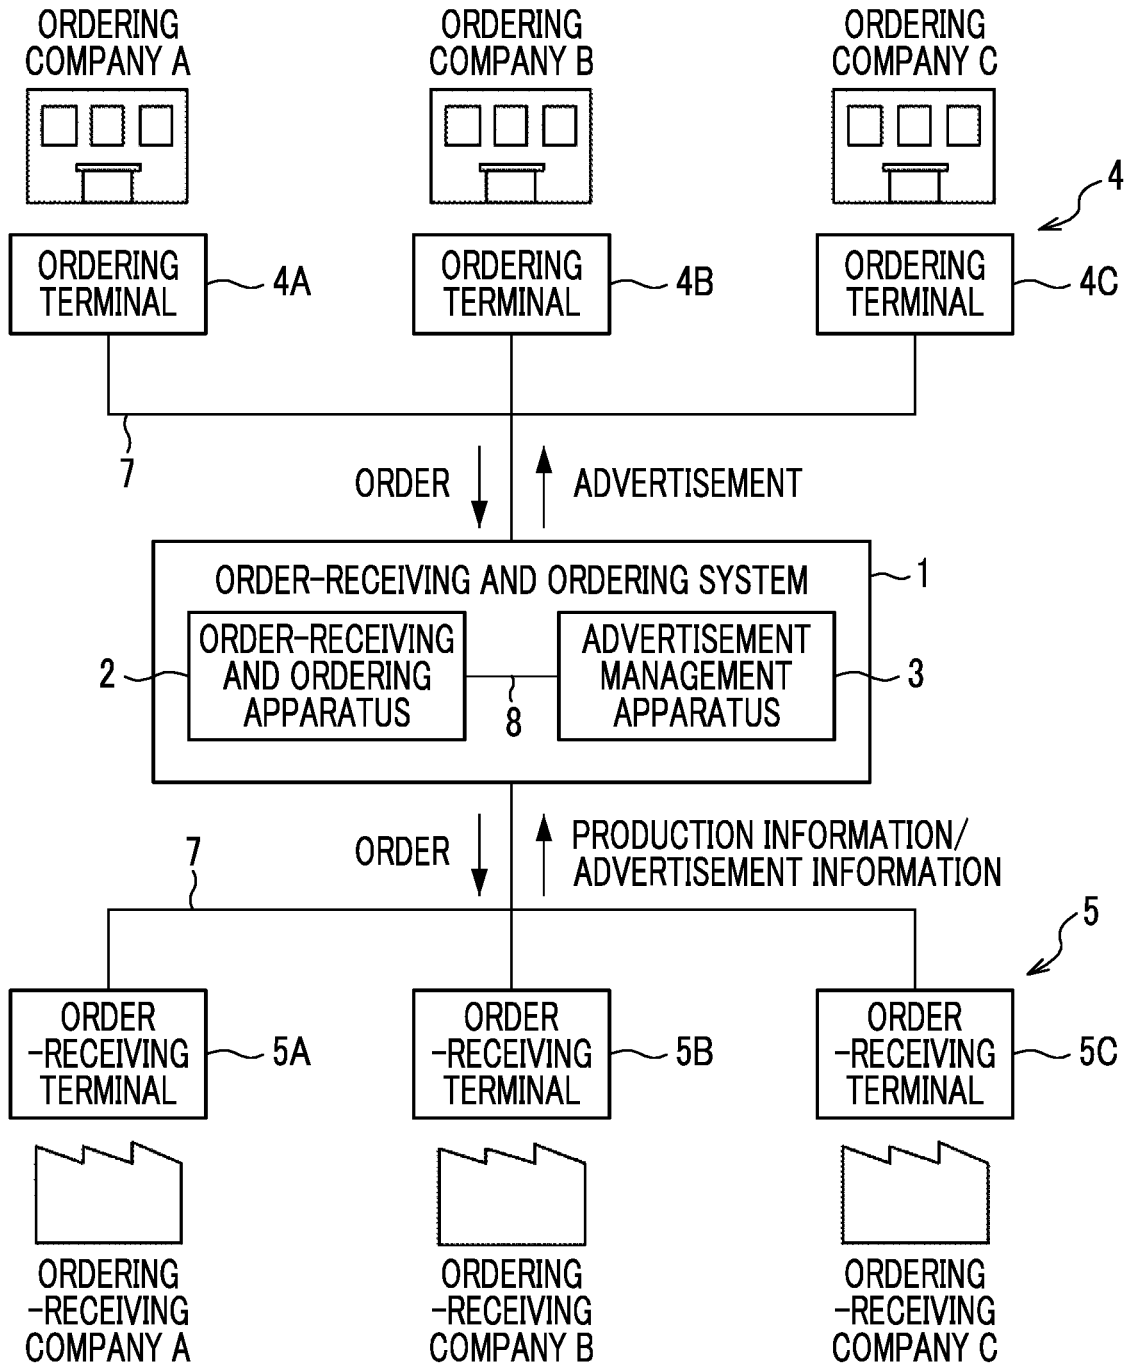 ORDERING
COMPANY A
ORDERING
COMPANY B
ORDERING
COMPANY C
4
ORDERING
TERMINAL
4A
ORDERING
TERMINAL
4B
ORDERING
TERMINAL
4C
7
ORDER
ADVERTISEMENT
ORDER-RECEIVING AND ORDERING SYSTEM
1
ORDER-RECEIVING
AND ORDERING
APPARATUS
2
8
ADVERTISEMENT
MANAGEMENT
APPARATUS
3
7
ORDER
PRODUCTION INFORMATION/
ADVERTISEMENT INFORMATION
5
ORDER
-RECEIVING
TERMINAL
5A
ORDER
-RECEIVING
TERMINAL
5B
ORDER
-RECEIVING
TERMINAL
5C
ORDERING
-RECEIVING
COMPANY A
ORDERING
-RECEIVING
COMPANY B
ORDERING
-RECEIVING
COMPANY C